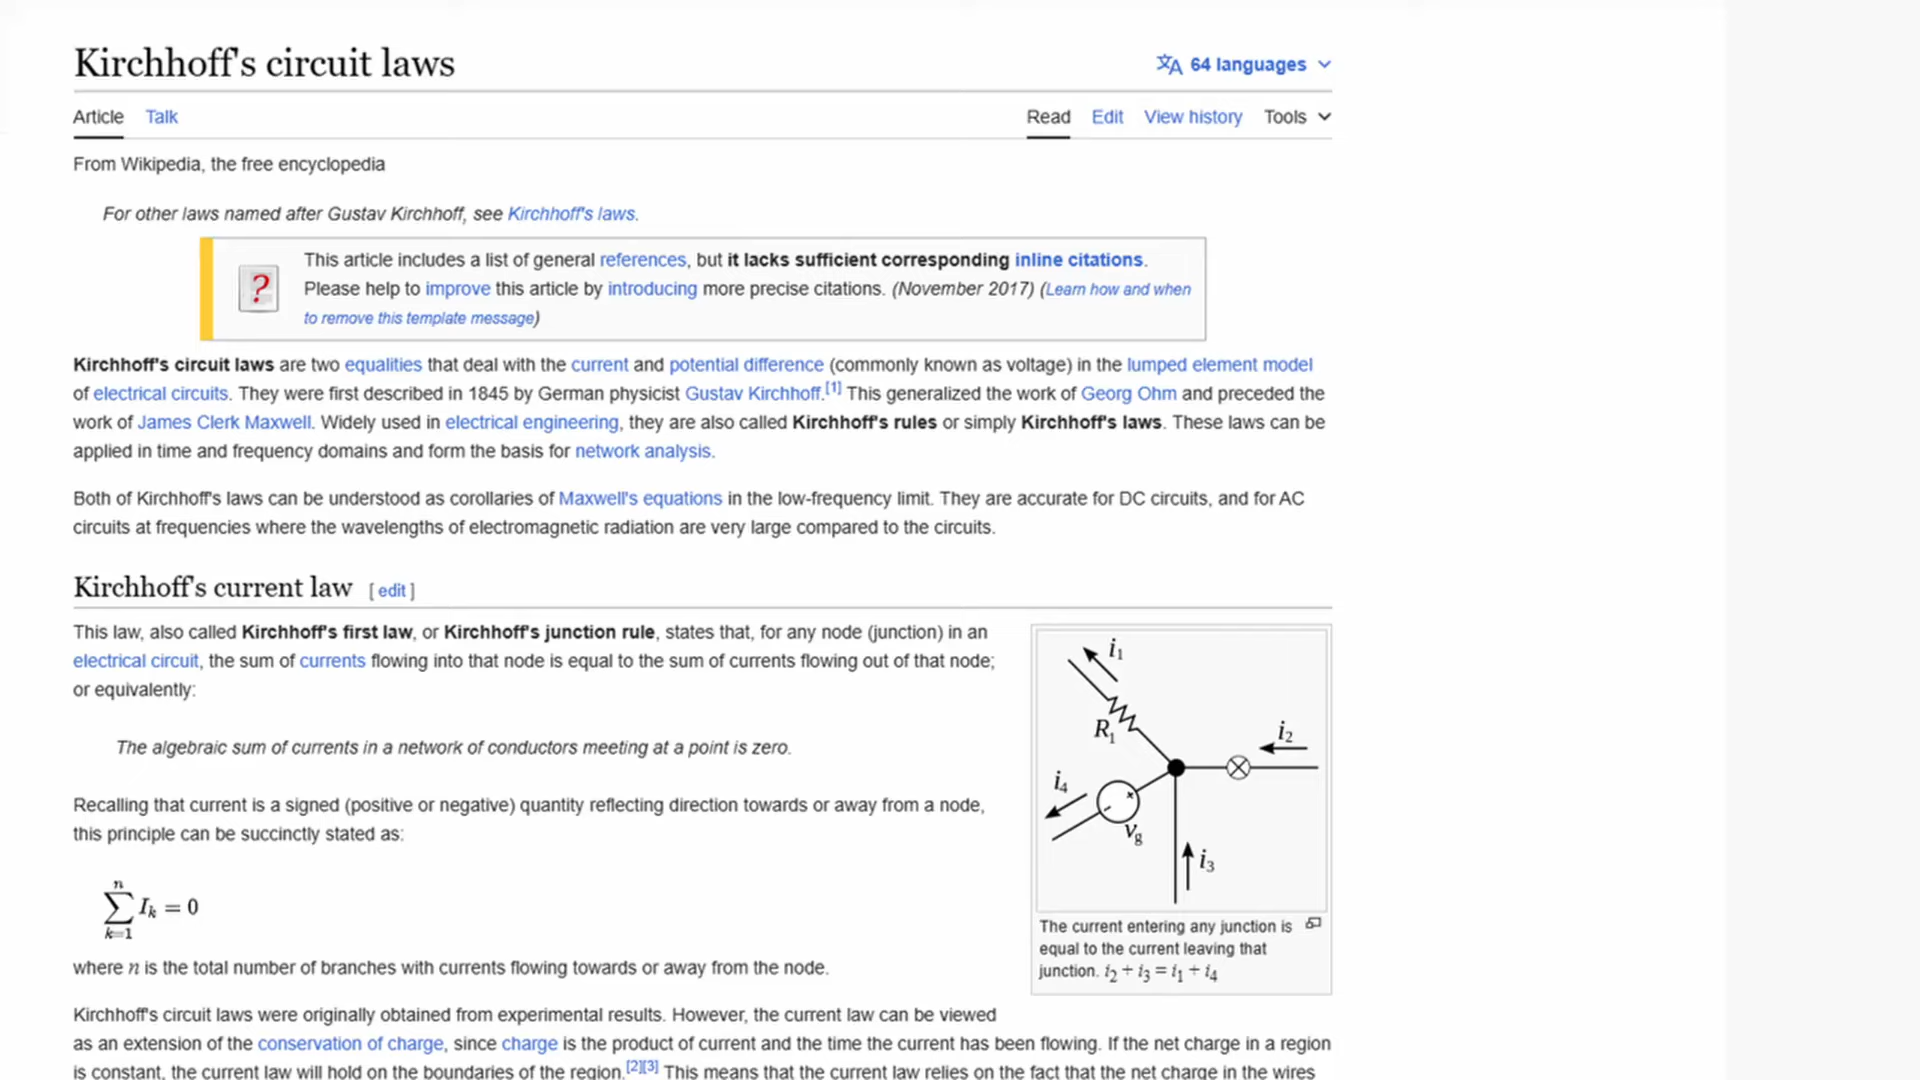 Kirchhoff's circuit laws
64 languages
Article Talk Read Edit View history Tools
From Wikipedia, the free encyclopedia
For other laws named after Gustav Kirchhoff, see Kirchhoff's laws.
This article includes a list of general references, but it lacks sufficient corresponding inline citations.
Please help to improve this article by introducing more precise citations. (November 2017) (Learn how and when
to remove this template message)
Kirchhoff's circuit laws are two equalities that deal with the current and potential difference (commonly known as voltage) in the lumped element model
of electrical circuits. They were first described in 1845 by German physicist Gustav Kirchhoff.[1] This generalized the work of Georg Ohm and preceded the
work of James Clerk Maxwell. Widely used in electrical engineering, they are also called Kirchhoff's rules or simply Kirchhoff's laws. These laws can be
applied in time and frequency domains and form the basis for network analysis.
Both of Kirchhoff's laws can be understood as corollaries of Maxwell's equations in the low-frequency limit. They are accurate for DC circuits, and for AC
circuits at frequencies where the wavelengths of electromagnetic radiation are very large compared to the circuits.
Kirchhoff's current law [ edit ]
This law, also called Kirchhoff's first law, or Kirchhoff's junction rule, states that, for any node (junction) in an
electrical circuit, the sum of currents flowing into that node is equal to the sum of currents flowing out of that node;
or equivalently:
The algebraic sum of currents in a network of conductors meeting at a point is zero.
Recalling that current is a signed (positive or negative) quantity reflecting direction towards or away from a node,
this principle can be succinctly stated as:
n
∑ Iₖ = 0
k=1
where n is the total number of branches with currents flowing towards or away from the node.
i₁
R₁
i₂
i₄
v_g
i₃
The current entering any junction is
equal to the current leaving that
junction. i₂ + i₃ = i₁ + i₄
Kirchhoff's circuit laws were originally obtained from experimental results. However, the current law can be viewed
as an extension of the conservation of charge, since charge is the product of current and the time the current has been flowing. If the net charge in a region
is constant, the current law will hold on the boundaries of the region.[2][3] This means that the current law relies on the fact that the net charge in the wires